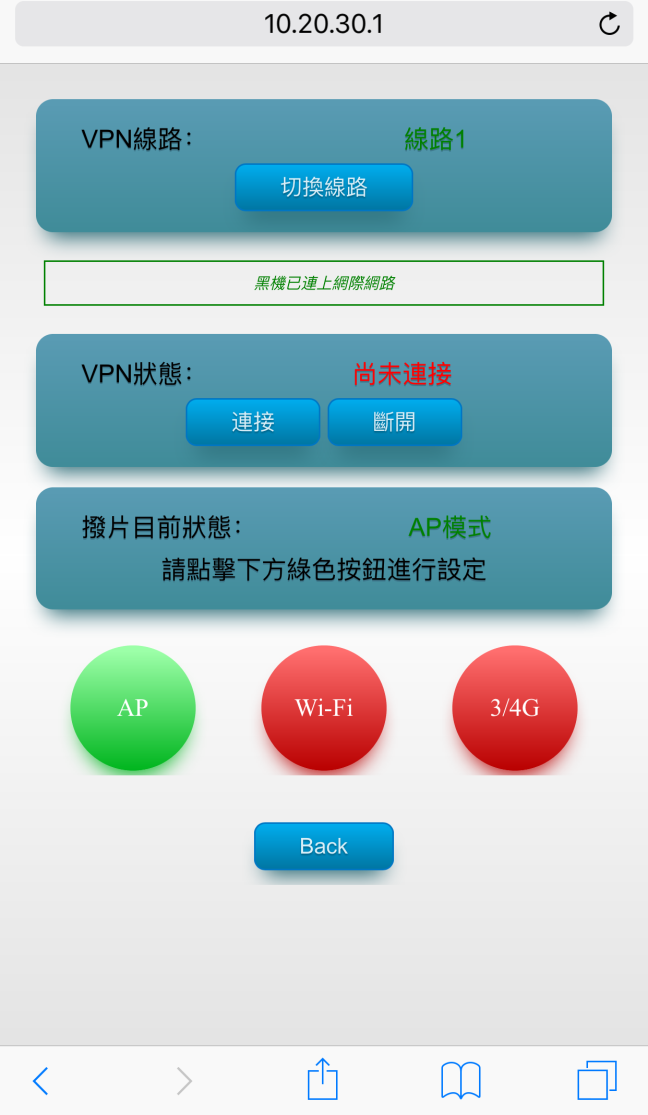 10.20.30.1
VPN線路： 線路1
切換線路
黑機已連上網際網路
VPN狀態： 尚未連接
連接 斷開
撥片目前狀態： AP模式
請點擊下方綠色按鈕進行設定
AP Wi-Fi 3/4G
Back